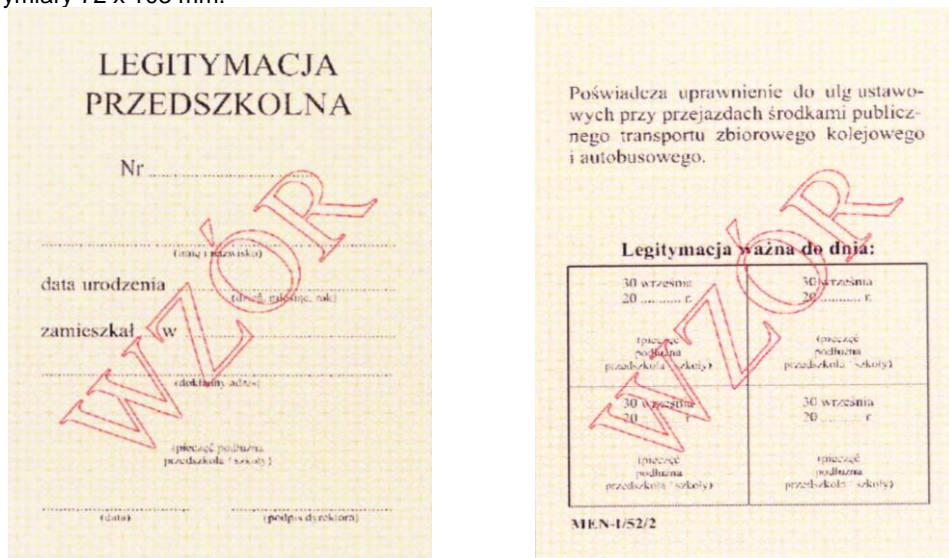 ymiary 72 x 103 mm.
LEGITYMACJA
PRZEDSZKOLNA
Nr
(imię i nazwisko)
data urodzenia
(dzień, miesiąc, rok)
zamieszkał w
(dokładny adres)
(pieczęć podłużna
przedszkola * szkoły)
(data) (podpis dyrektora)
WZÓR
Poświadcza uprawnienie do ulg ustawo-
wych przy przejazdach środkami publicz-
nego transportu zbiorowego kolejowego
i autobusowego.
Legitymacja ważna do dnia:
30 września
20 ............ r.
(pieczęć
podłużna
przedszkola * szkoły)
30 września
20 ............ r.
(pieczęć
podłużna
przedszkola * szkoły)
30 września
20 ............ r.
(pieczęć
podłużna
przedszkola * szkoły)
30 września
20 ............ r.
(pieczęć
podłużna
przedszkola * szkoły)
MEN-I/52/2
WZÓR